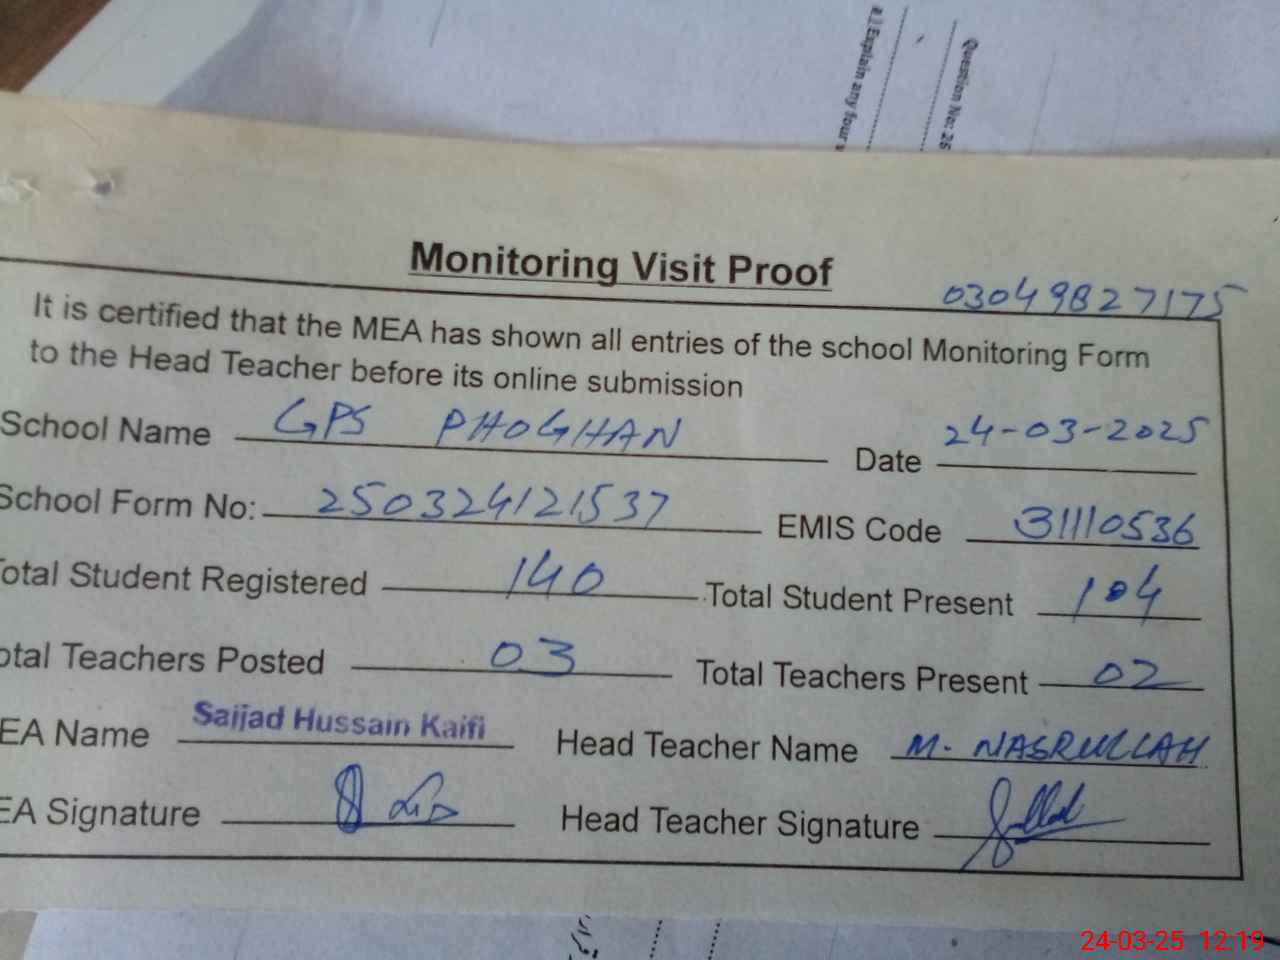 Question No: 26
a.) Explain any four
Monitoring Visit Proof
03049827175
It is certified that the MEA has shown all entries of the school Monitoring Form
to the Head Teacher before its online submission
School Name GPS PHOGHAN Date 24-03-2025
School Form No: 250324121537 EMIS Code 31110536
otal Student Registered 140 Total Student Present 104
otal Teachers Posted 03 Total Teachers Present 02
EA Name Sajjad Hussain Kaifi Head Teacher Name M. NASRULLAH
EA Signature Head Teacher Signature
24-03-25 12:19